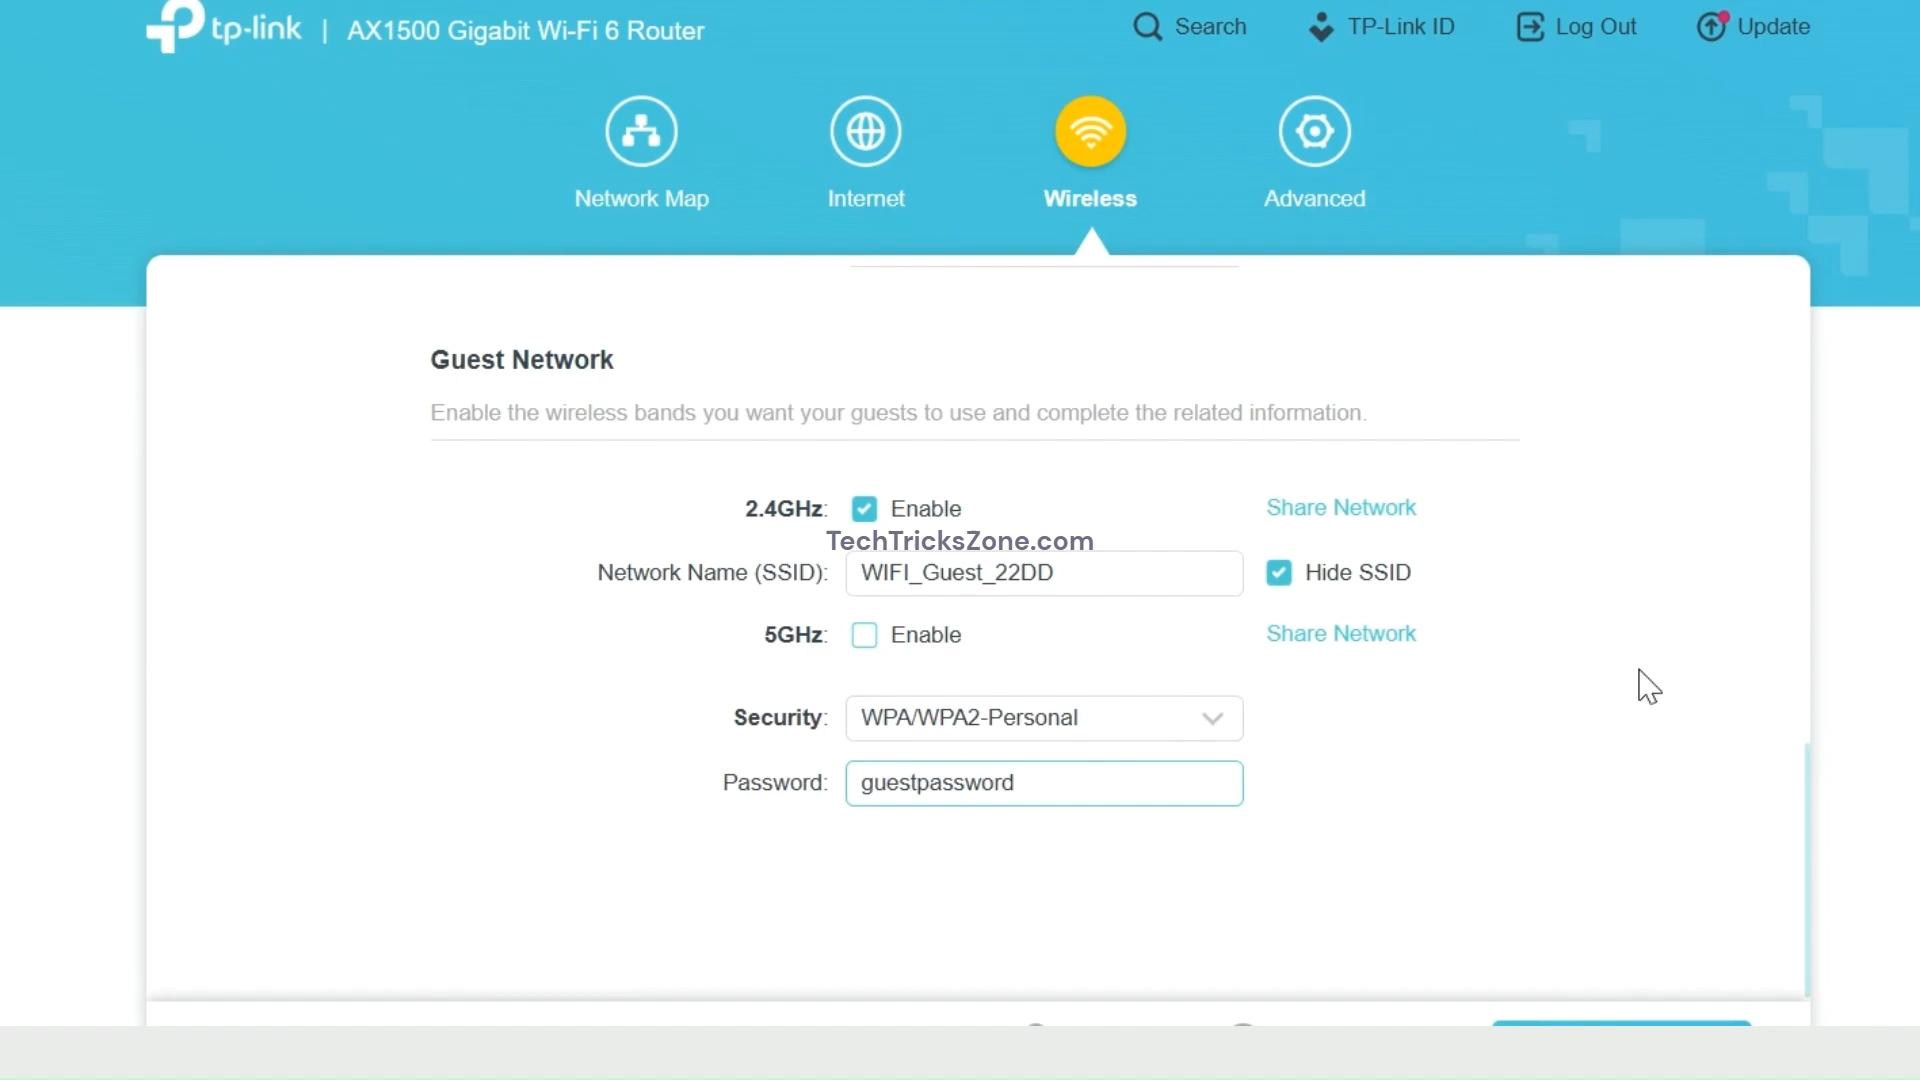 tp-link | AX1500 Gigabit Wi-Fi 6 Router
Search
TP-Link ID
Log Out
Update
Network Map
Internet
Wireless
Advanced
Guest Network
Enable the wireless bands you want your guests to use and complete the related information.
2.4GHz: Enable Share Network
TechTricksZone.com
Network Name (SSID): WIFI_Guest_22DD Hide SSID
5GHz: Enable Share Network
Security: WPA/WPA2-Personal
Password: guestpassword